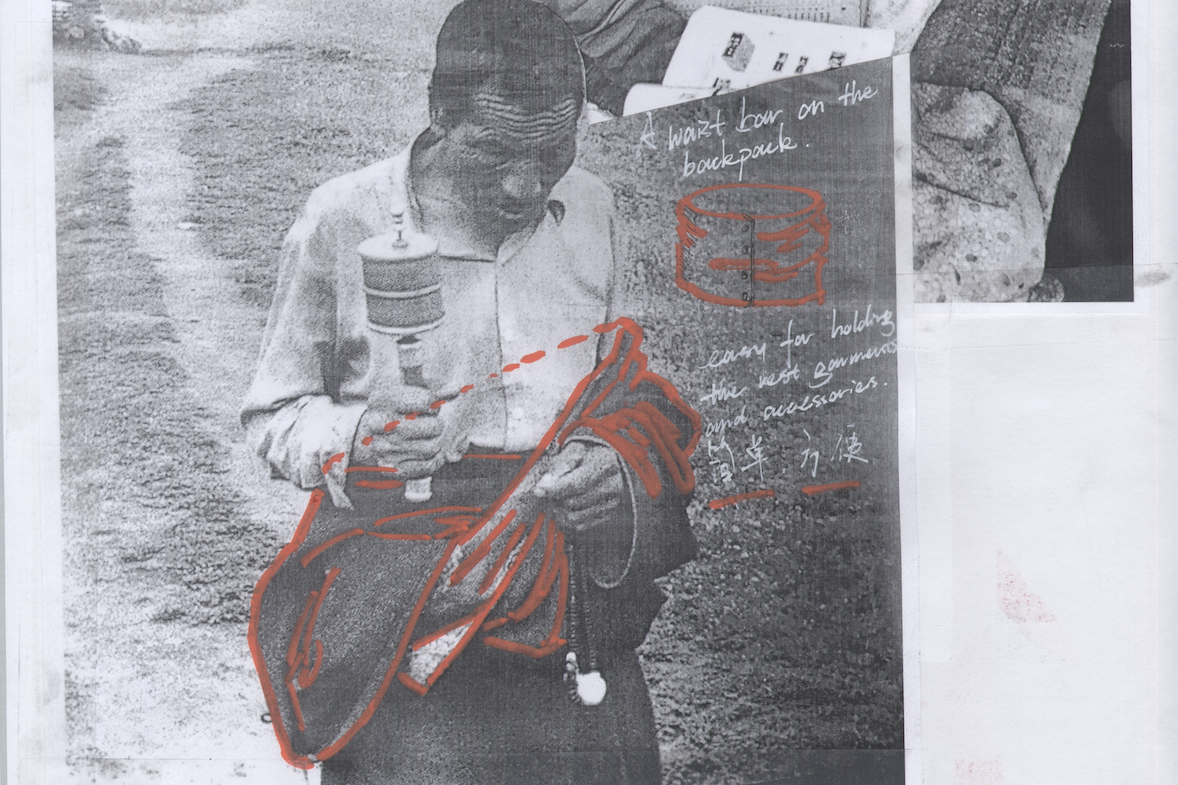 A waist bar on the
backpack.
easy for holding
the rest garments
and accessories.
简单 方便